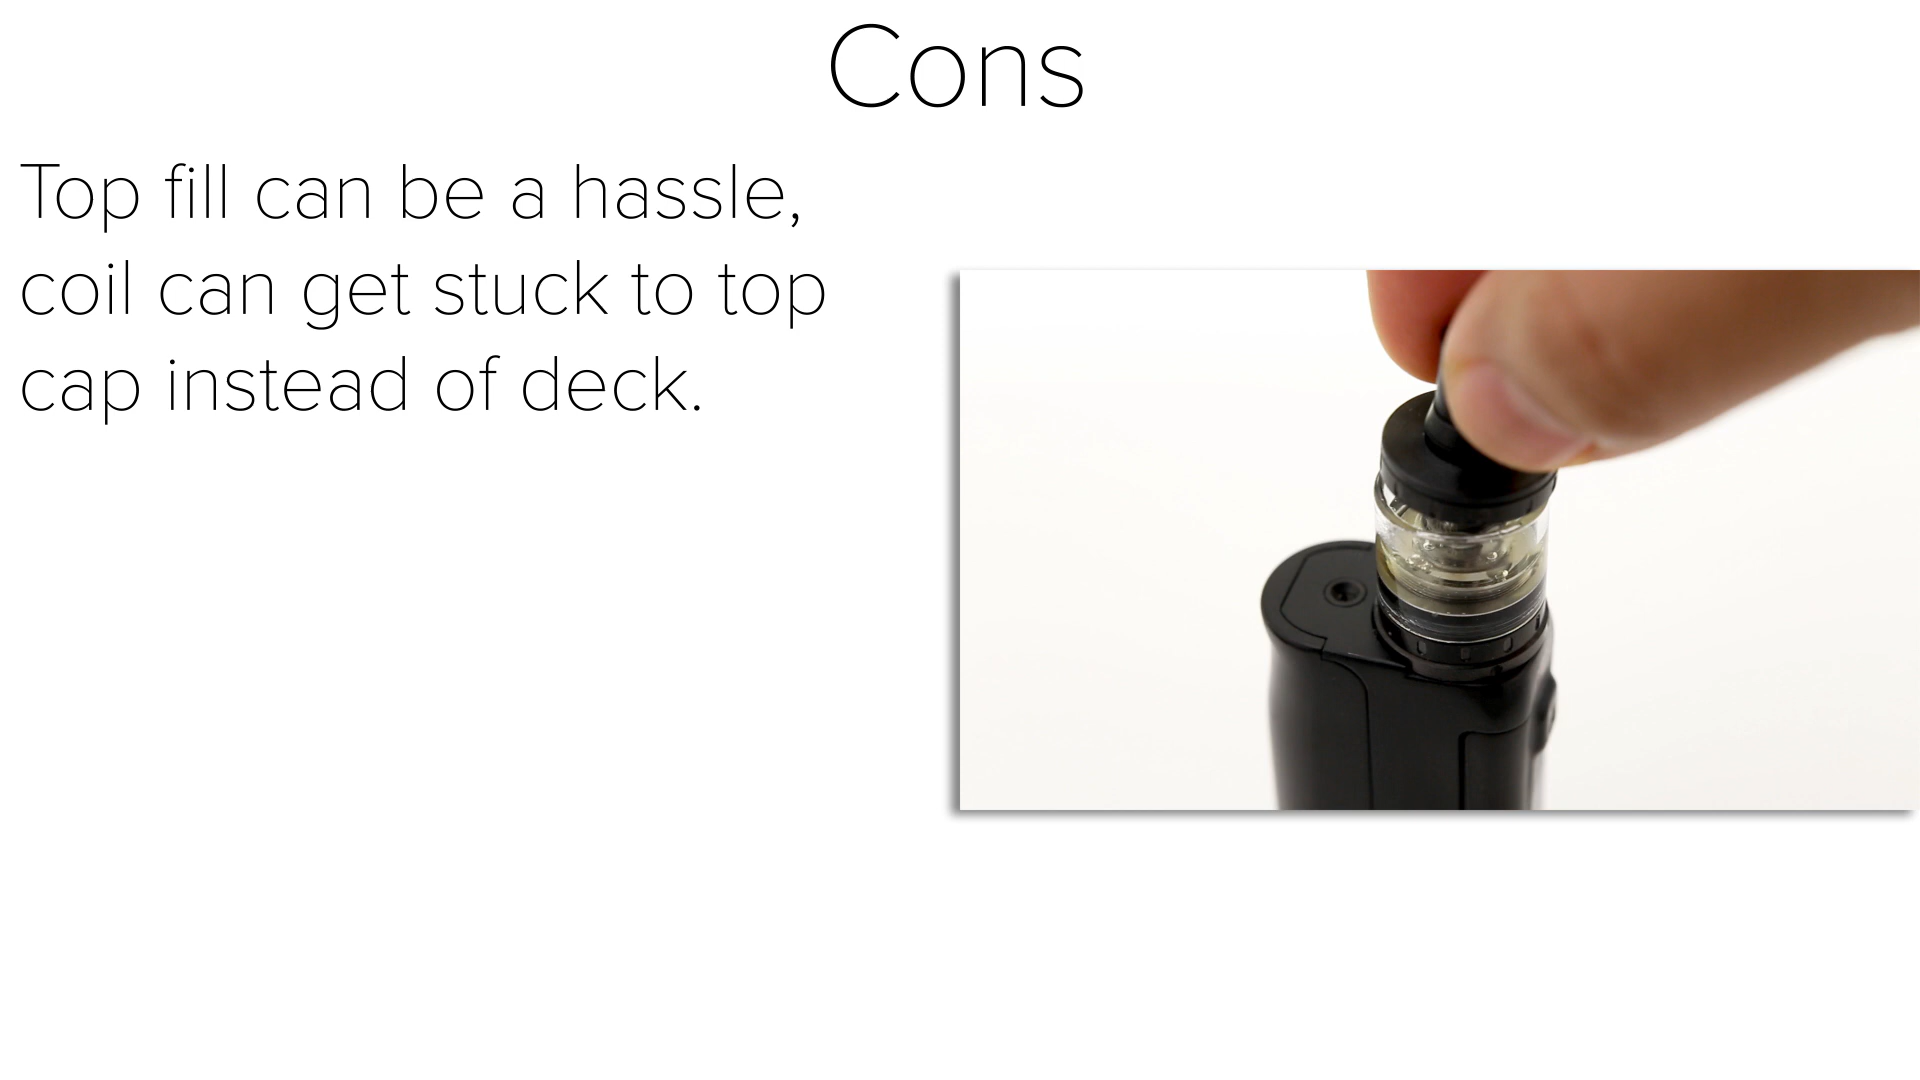 Cons
Top fill can be a hassle,
coil can get stuck to top
cap instead of deck.